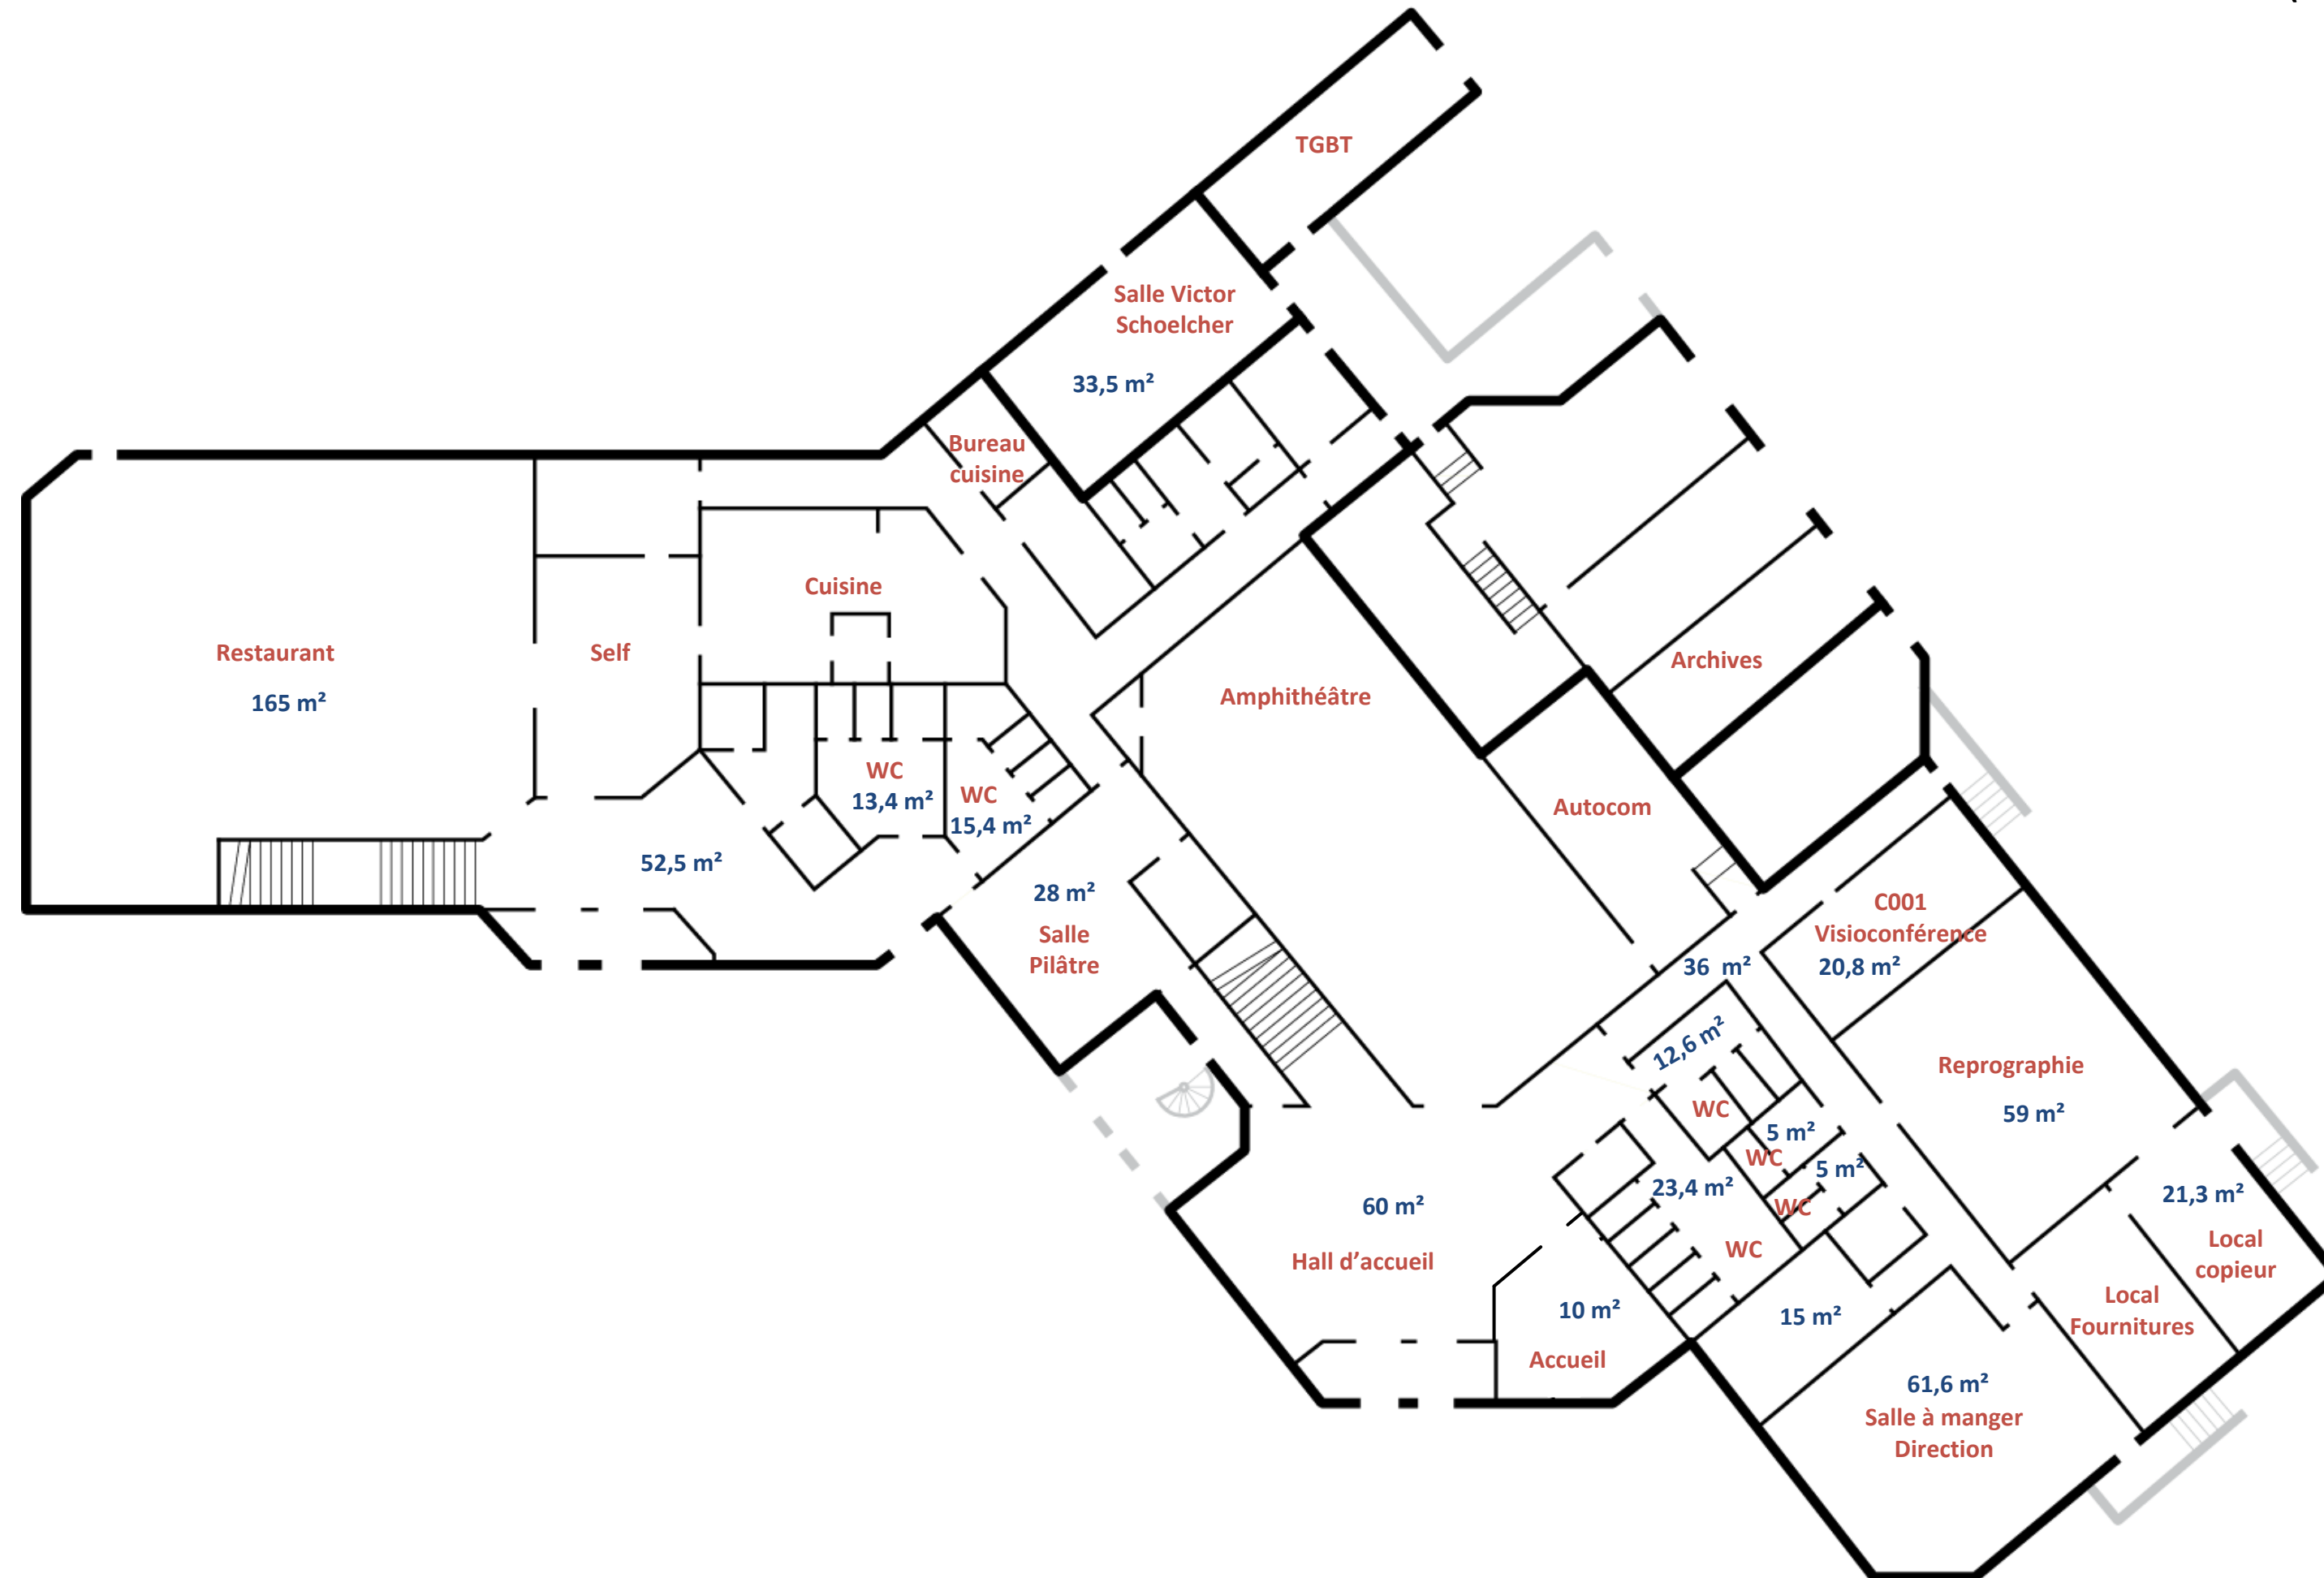 TGBT
Salle Victor
Schoelcher
33,5 m²
Bureau
cuisine
Cuisine
Restaurant
165 m²
Self
Amphithéâtre
Archives
WC
13,4 m²
WC
15,4 m²
Autocom
52,5 m²
28 m²
Salle
Pilâtre
C001
Visioconférence
20,8 m²
36 m²
12,6 m²
Reprographie
59 m²
WC
5 m²
WC
5 m²
WC
23,4 m²
WC
60 m²
Hall d’accueil
21,3 m²
Local
copieur
Local
Fournitures
10 m²
Accueil
15 m²
61,6 m²
Salle à manger
Direction